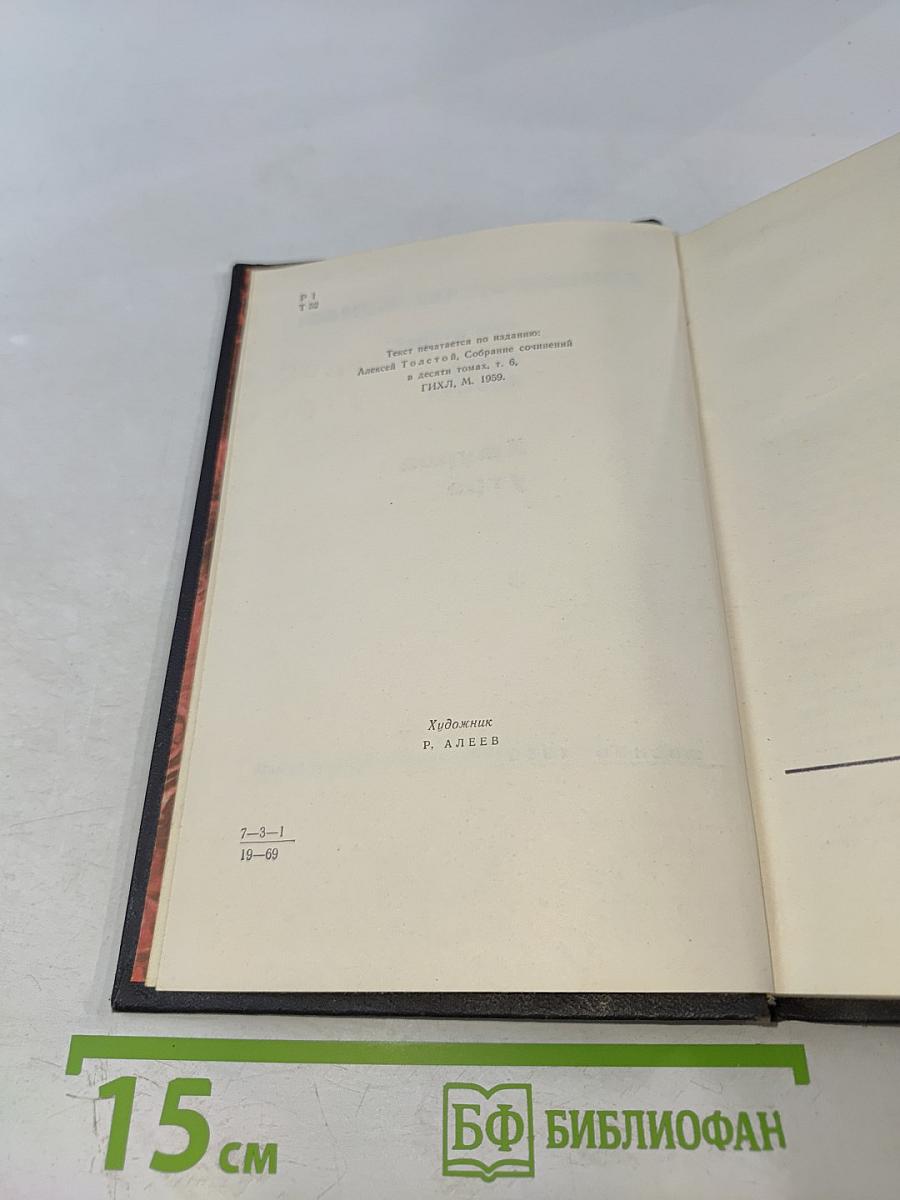 Р 1
Т 52
Текст печатается по изданию:
Алексей Толстой, Собрание сочинений
в десяти томах, т. 6,
ГИХЛ, М. 1959.
Художник
Р. АЛЕЕВ
7—3—1
19—69
15 см
БФ БИБЛИОФАН